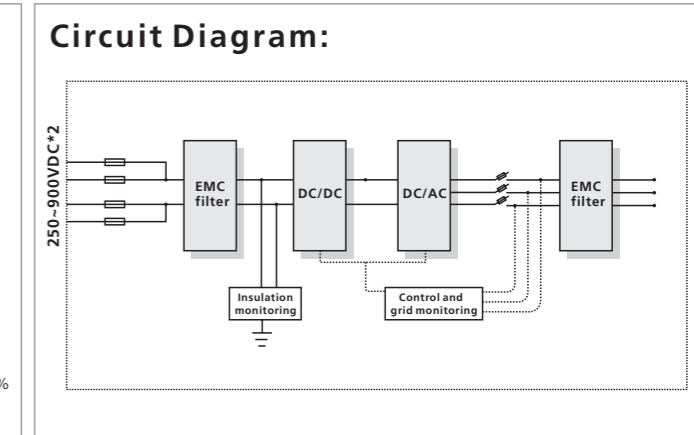 Circuit Diagram:
250~900VDC*2
EMC
filter
DC/DC
DC/AC
EMC
filter
Insulation
monitoring
Control and
grid monitoring
%